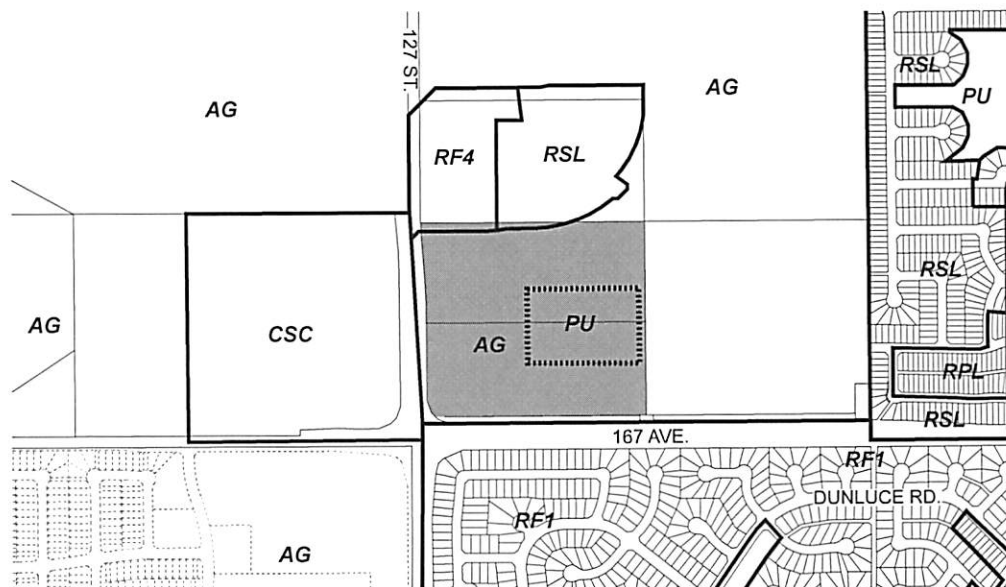 127 ST.
RSL
PU
AG
AG
RF4
RSL
RSL
AG
CSC
AG
PU
RPL
RSL
167 AVE.
RF1
DUNLUCE RD.
RF1
AG